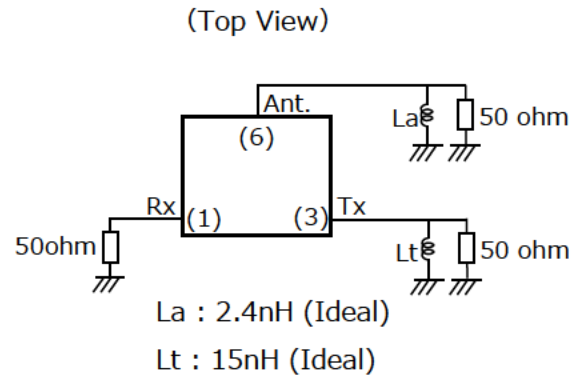 (Top View)
Ant.
(6)
La
50 ohm
Rx
(1)
(3)
Tx
50ohm
Lt
50 ohm
La : 2.4nH (Ideal)
Lt : 15nH (Ideal)